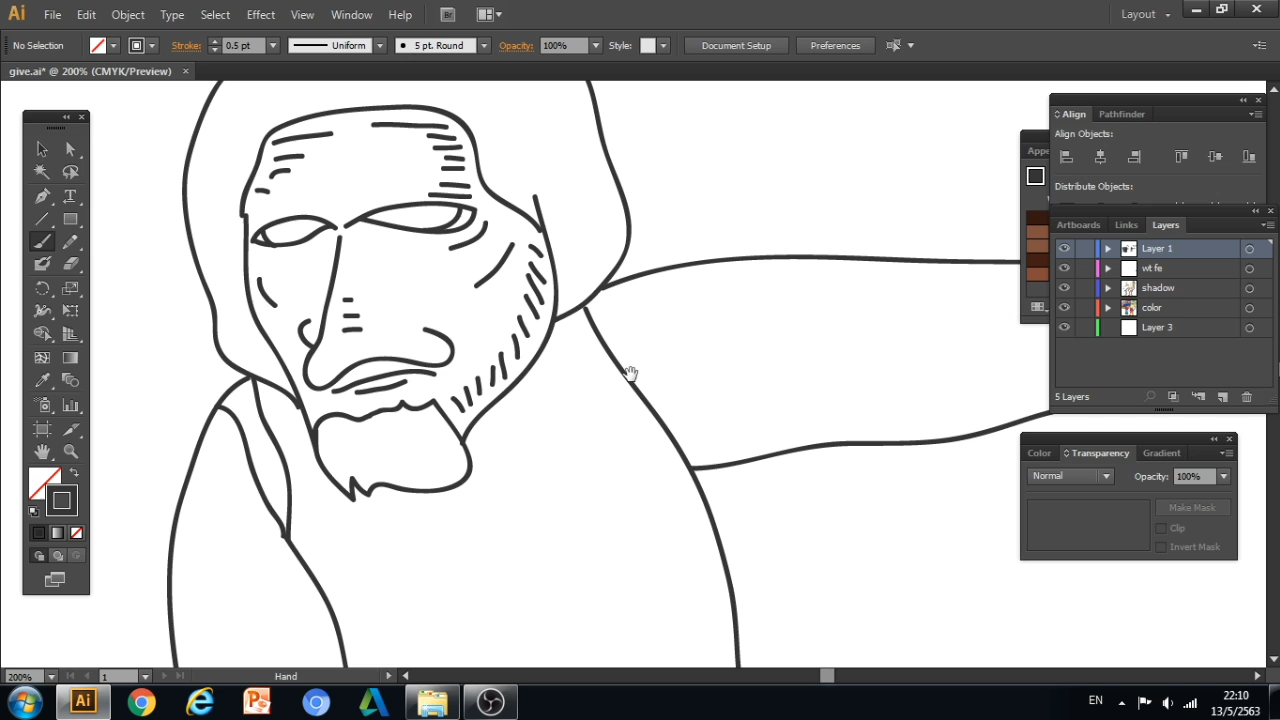 Ai File Edit Object Type Select Effect View Window Help Br Layout
No Selection Stroke: 0.5 pt Uniform 5 pt. Round Opacity: 100% Style: Document Setup Preferences
give.ai* @ 200% (CMYK/Preview)
Align Pathfinder
Align Objects:
Appe
Distribute Objects:
Artboards Links Layers
Layer 1
wt fe
shadow
color
Layer 3
5 Layers
Color Transparency Gradient
Normal Opacity: 100%
Make Mask
Clip
Invert Mask
200% 1 Hand
Ai EN 22:10
13/5/2563